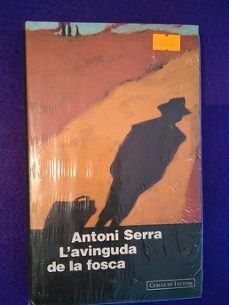 Antoni Serra
L'avinguda
de la fosca
CERCLE DE LECTORS